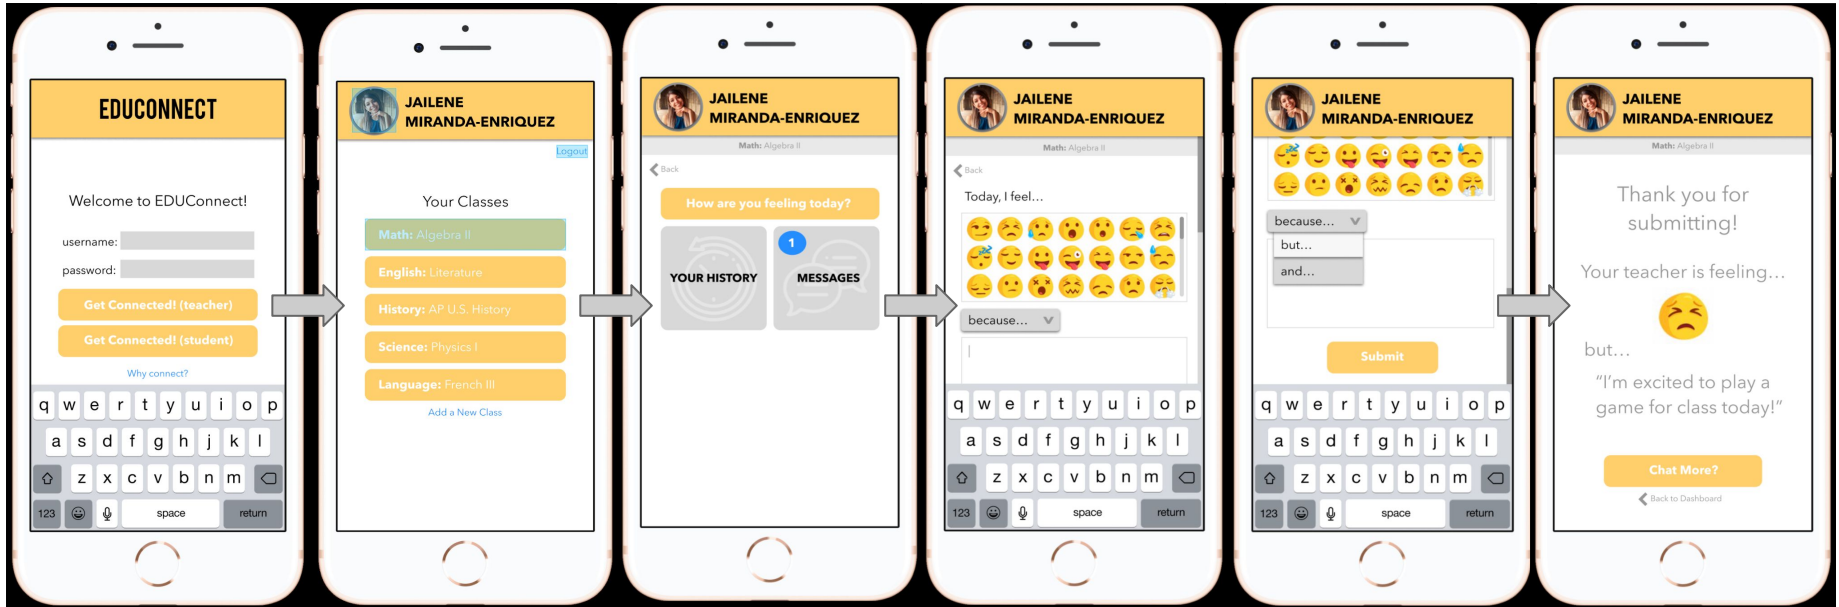 EDUCONNECT
Welcome to EDUConnect!
username:
password:
Get Connected! (teacher)
Get Connected! (student)
Why connect?
q w e r t y u i o p
a s d f g h j k l
z x c v b n m
123 space return
JAILENE
MIRANDA-ENRIQUEZ
Logout
Your Classes
Math: Algebra II
English: Literature
History: AP U.S. History
Science: Physics I
Language: French III
Add a New Class
JAILENE
MIRANDA-ENRIQUEZ
Math: Algebra II
Back
How are you feeling today?
YOUR HISTORY
1
MESSAGES
JAILENE
MIRANDA-ENRIQUEZ
Math: Algebra II
Back
Today, I feel...
because...
q w e r t y u i o p
a s d f g h j k l
z x c v b n m
123 space return
JAILENE
MIRANDA-ENRIQUEZ
because...
but...
and...
Submit
q w e r t y u i o p
a s d f g h j k l
z x c v b n m
123 space return
JAILENE
MIRANDA-ENRIQUEZ
Math: Algebra II
Thank you for
submitting!
Your teacher is feeling...
but...
"I'm excited to play a
game for class today!"
Chat More?
Back to Dashboard